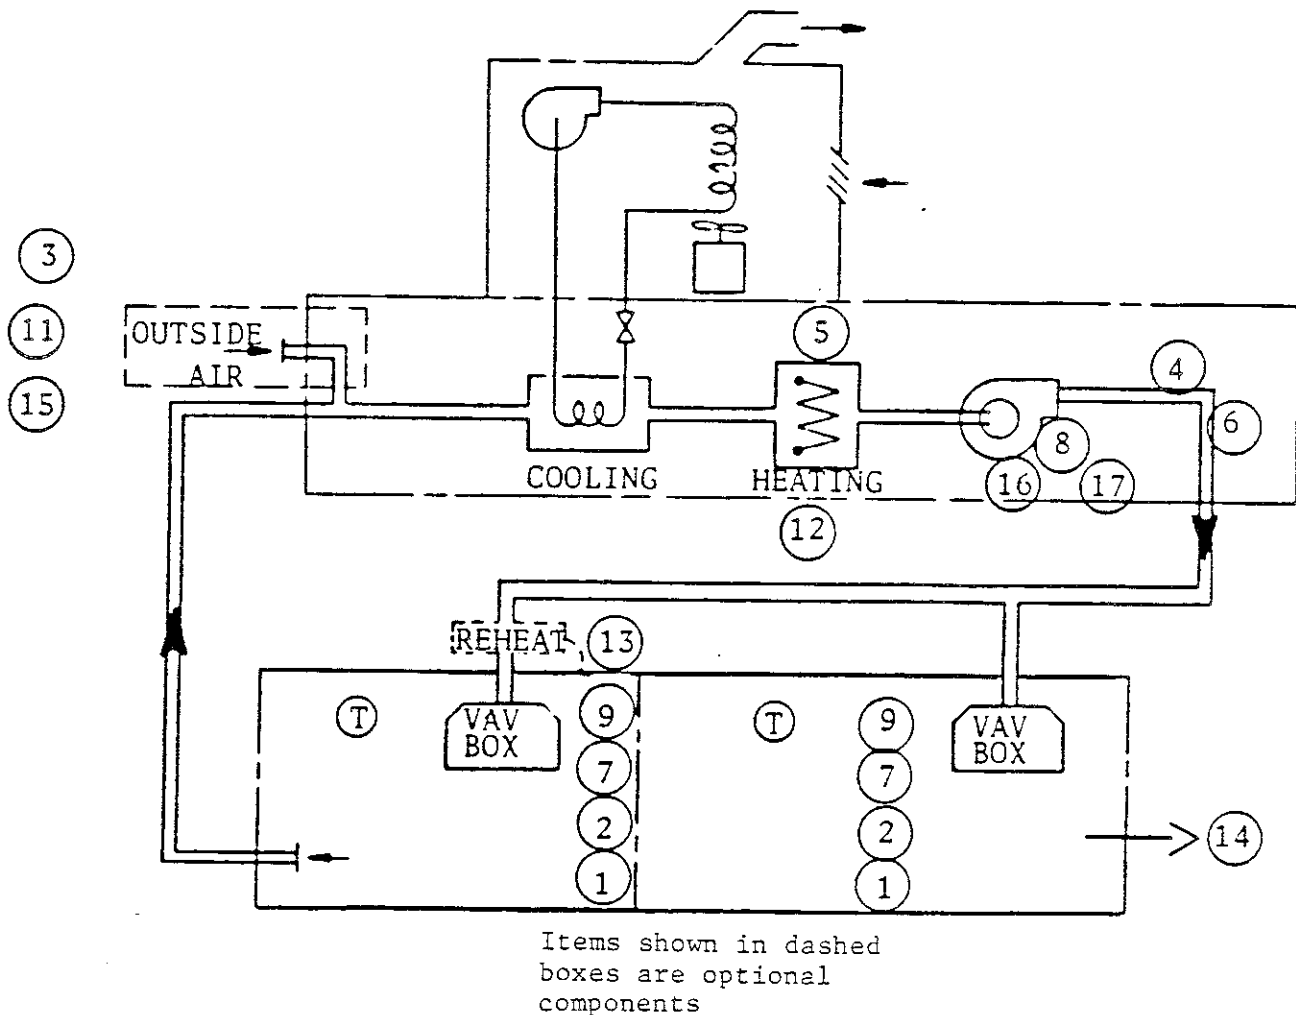 3
11
15
OUTSIDE
AIR
5
4
6
8
16
17
COOLING
HEATING
12
REHEAT
13
T
VAV
BOX
9
7
2
1
T
9
7
2
1
VAV
BOX
14
Items shown in dashed
boxes are optional
components